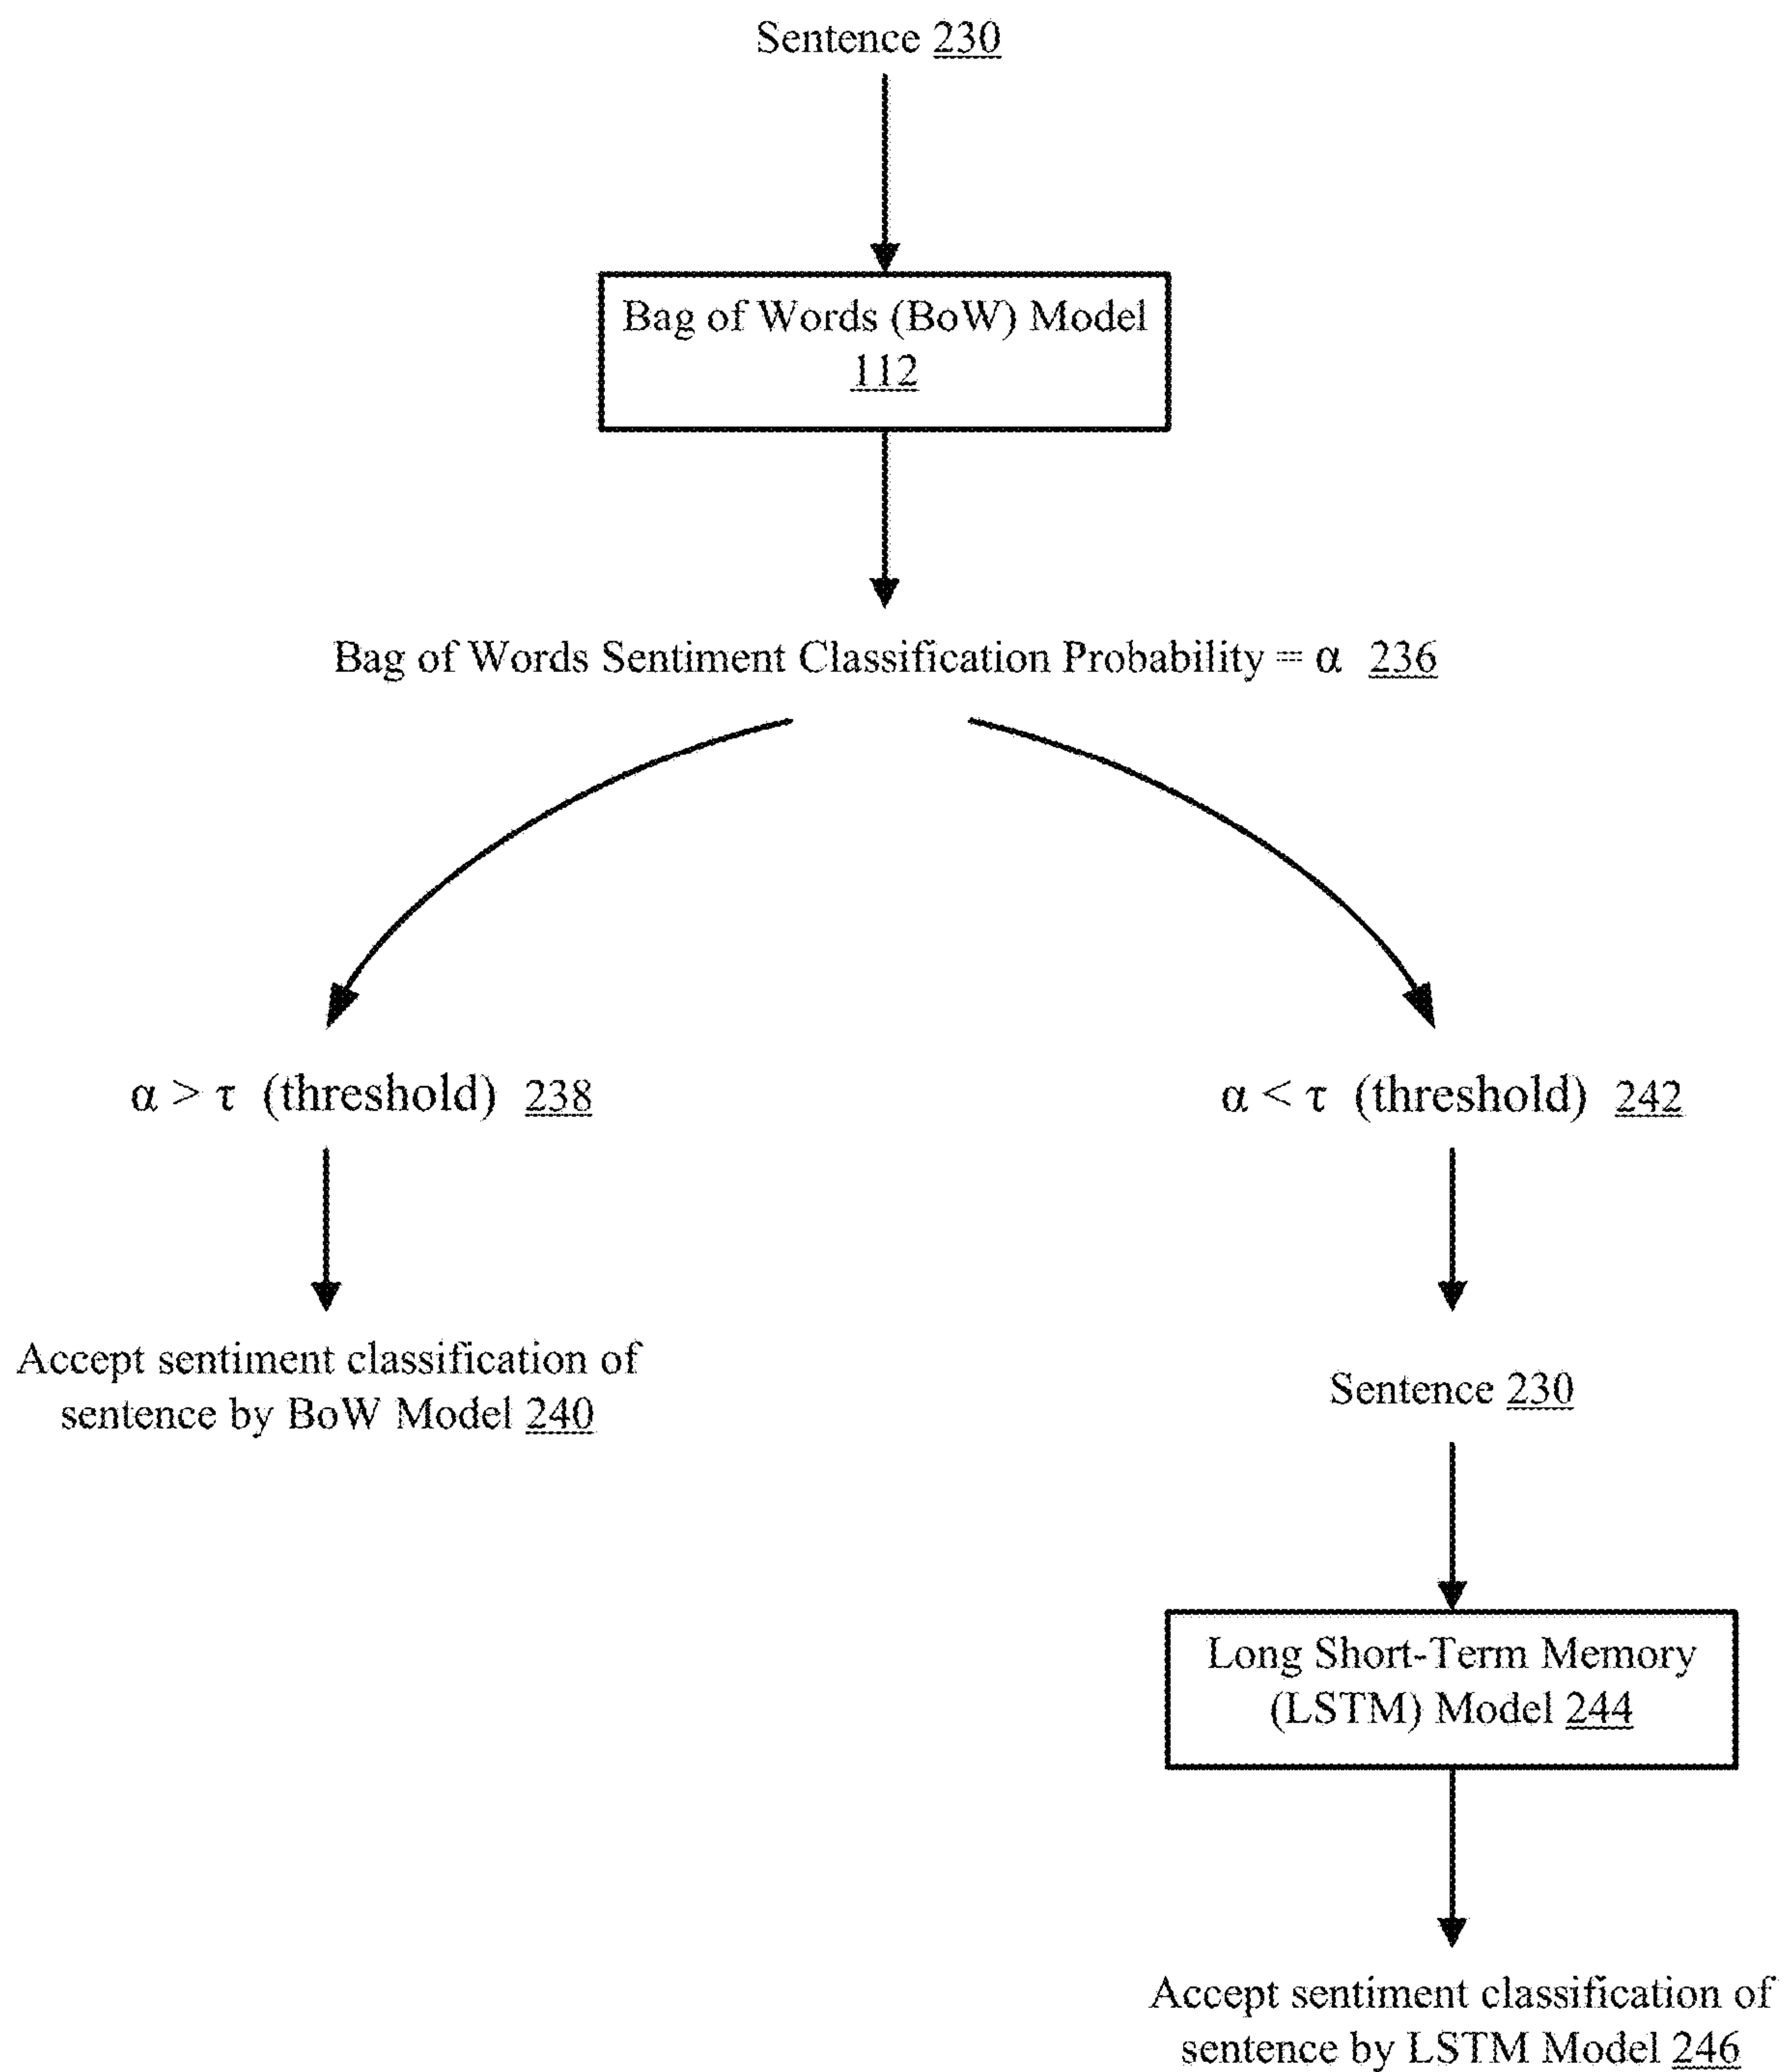 Sentence 230
Bag of Words (BoW) Model
112
Bag of Words Sentiment Classification Probability = α 236
α > τ (threshold) 238
Accept sentiment classification of
sentence by BoW Model 240
α < τ (threshold) 242
Sentence 230
Long Short-Term Memory
(LSTM) Model 244
Accept sentiment classification of
sentence by LSTM Model 246